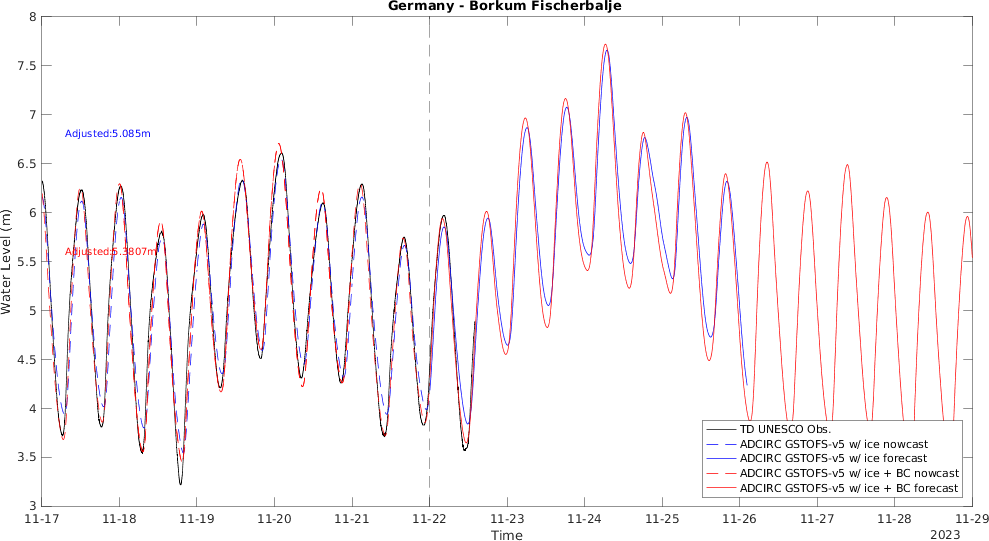 Germany - Borkum Fischerbalje
8
7.5
7
6.5
6
5.5
5
4.5
4
3.5
3
Water Level (m)
Adjusted:5.085m
Adjusted:5.3807m
TD UNESCO Obs.
ADCIRC GSTOFS-v5 w/ ice nowcast
ADCIRC GSTOFS-v5 w/ ice forecast
ADCIRC GSTOFS-v5 w/ ice + BC nowcast
ADCIRC GSTOFS-v5 w/ ice + BC forecast
11-17 11-18 11-19 11-20 11-21 11-22 11-23 11-24 11-25 11-26 11-27 11-28 11-29
Time
2023